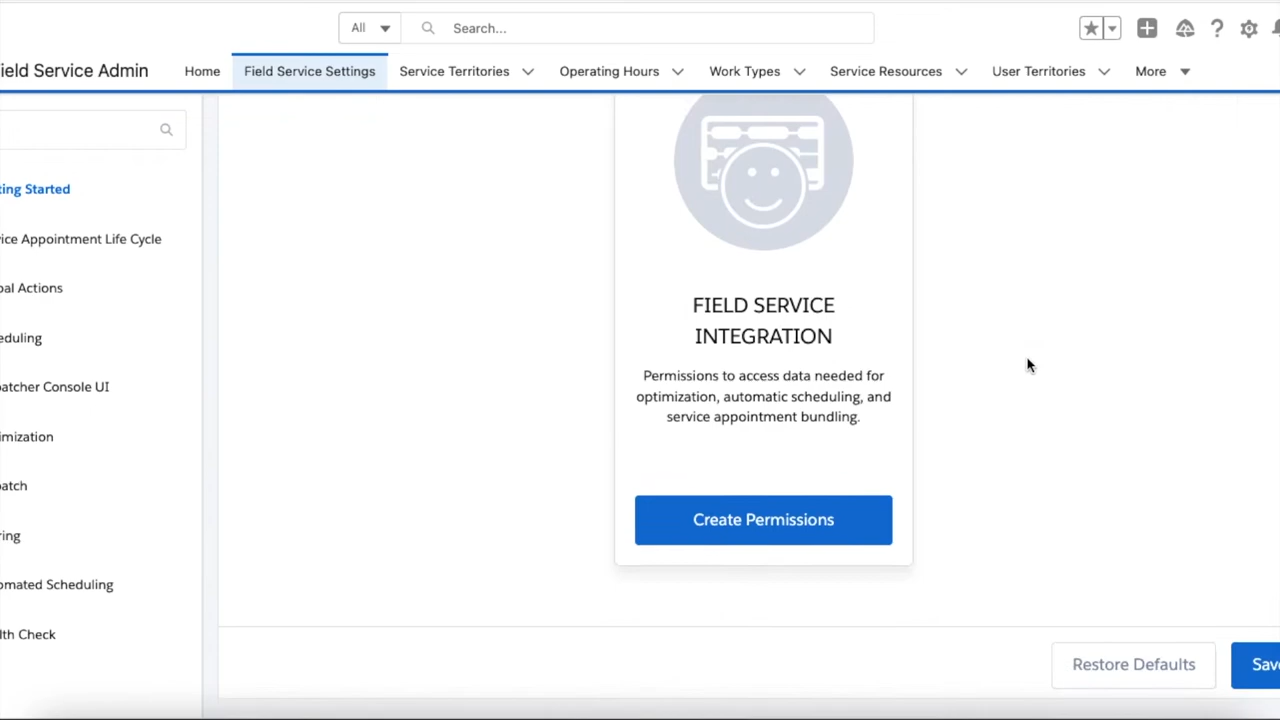 All
Search...
ield Service Admin
Home
Field Service Settings
Service Territories
Operating Hours
Work Types
Service Resources
User Territories
More
ting Started
vice Appointment Life Cycle
bal Actions
eduling
patcher Console UI
imization
patch
ring
omated Scheduling
lth Check
FIELD SERVICE
INTEGRATION
Permissions to access data needed for
optimization, automatic scheduling, and
service appointment bundling.
Create Permissions
Restore Defaults
Save